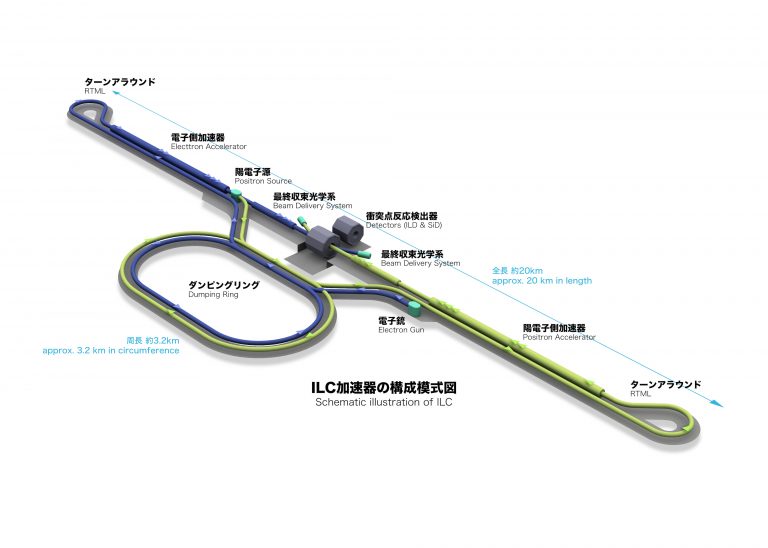 ターンアラウンド
RTML
電子側加速器
Electtron Accelerator
陽電子源
Positron Source
最終収束光学系
Beam Delivery System
衝突点反応検出器
Detectors (ILD & SiD)
最終収束光学系
Beam Delivery System
全長 約20km
approx. 20 km in length
ダンピングリング
Dumping Ring
電子銃
Electron Gun
陽電子側加速器
Positron Accelerator
周長 約3.2km
approx. 3.2 km in circumference
ターンアラウンド
RTML
ILC加速器の構成模式図
Schematic illustration of ILC